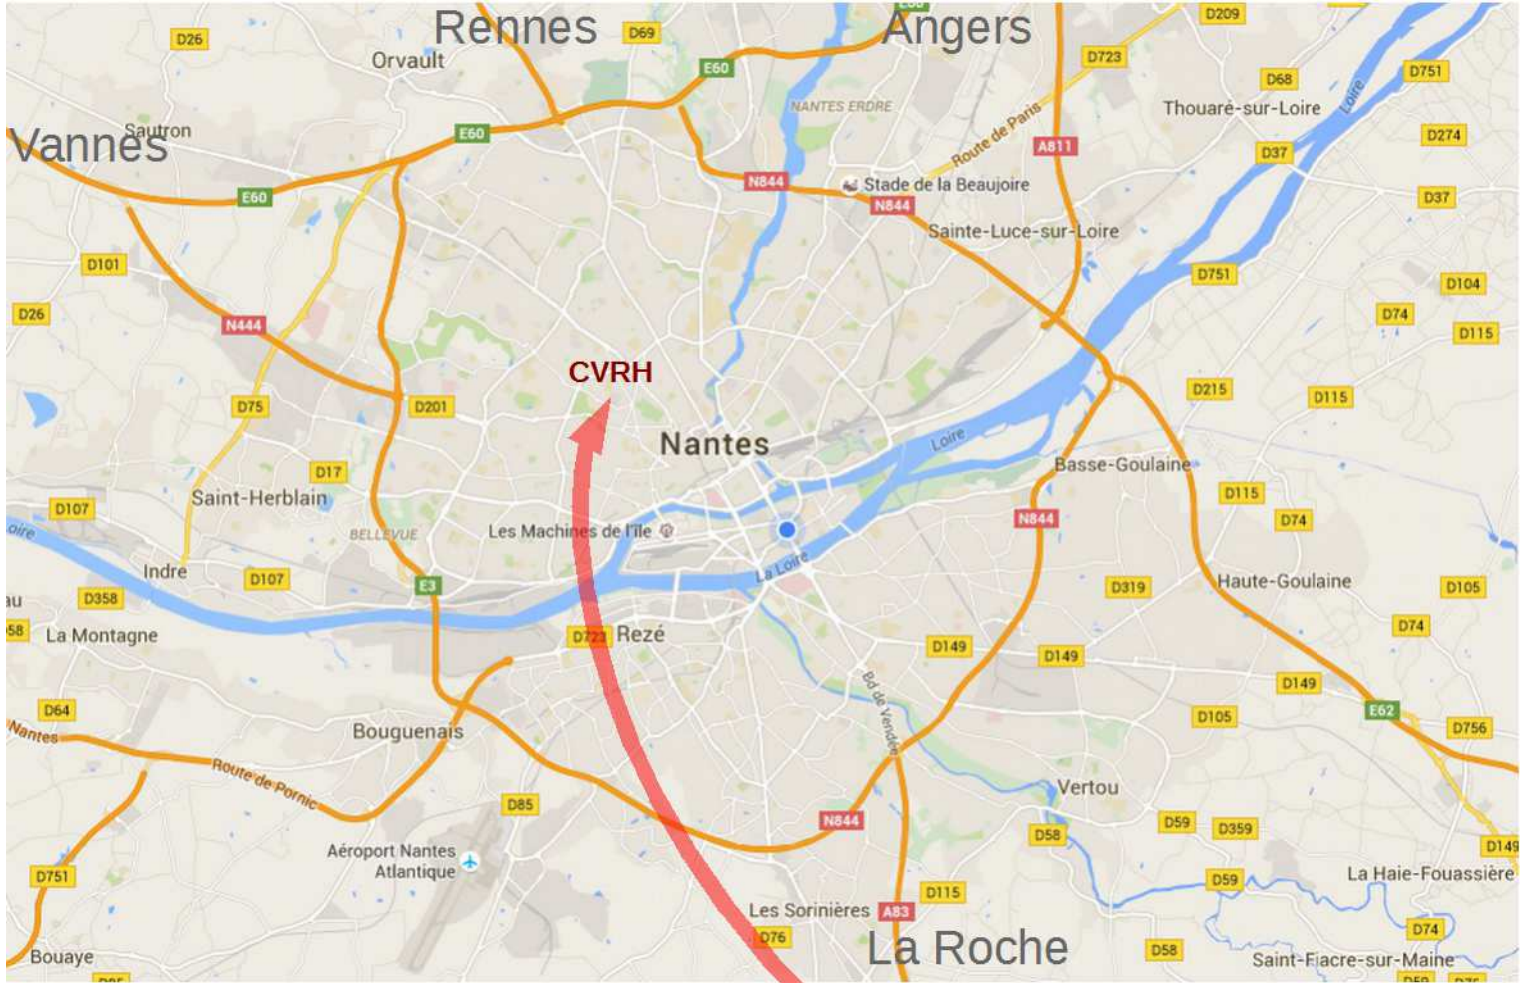 Rennes
Angers
D209
D26
D69
E60
Orvault
D723
E60
D751
D68
Loire
NANTES ERDRE
Thouaré-sur-Loire
Route de Paris
Vannes
Sautron
E60
D274
A811
D37
N844
Stade de la Beaujoire
E60
N844
D37
Sainte-Luce-sur-Loire
D101
D751
D104
D26
N444
D74
D115
CVRH
D75
D201
D215
D115
Nantes
Loire
D17
Basse-Goulaine
Saint-Herblain
D115
D107
D74
oire
BELLEVUE
Les Machines de l'île
N844
La Loire
Indre
D107
E3
D319
Haute-Goulaine
D105
au
D358
58
La Montagne
D723
Rezé
D74
D149
D149
D149
D64
Bd de Vendée
D105
E62
Nantes
Bouguenais
D756
Route de Pornic
Vertou
D85
N844
D59
D359
D58
D149
Aéroport Nantes
Atlantique
D751
D59
La Haie-Fouassière
D115
Les Sorinières
A83
D76
La Roche
D74
D58
Bouaye
Saint-Fiacre-sur-Maine